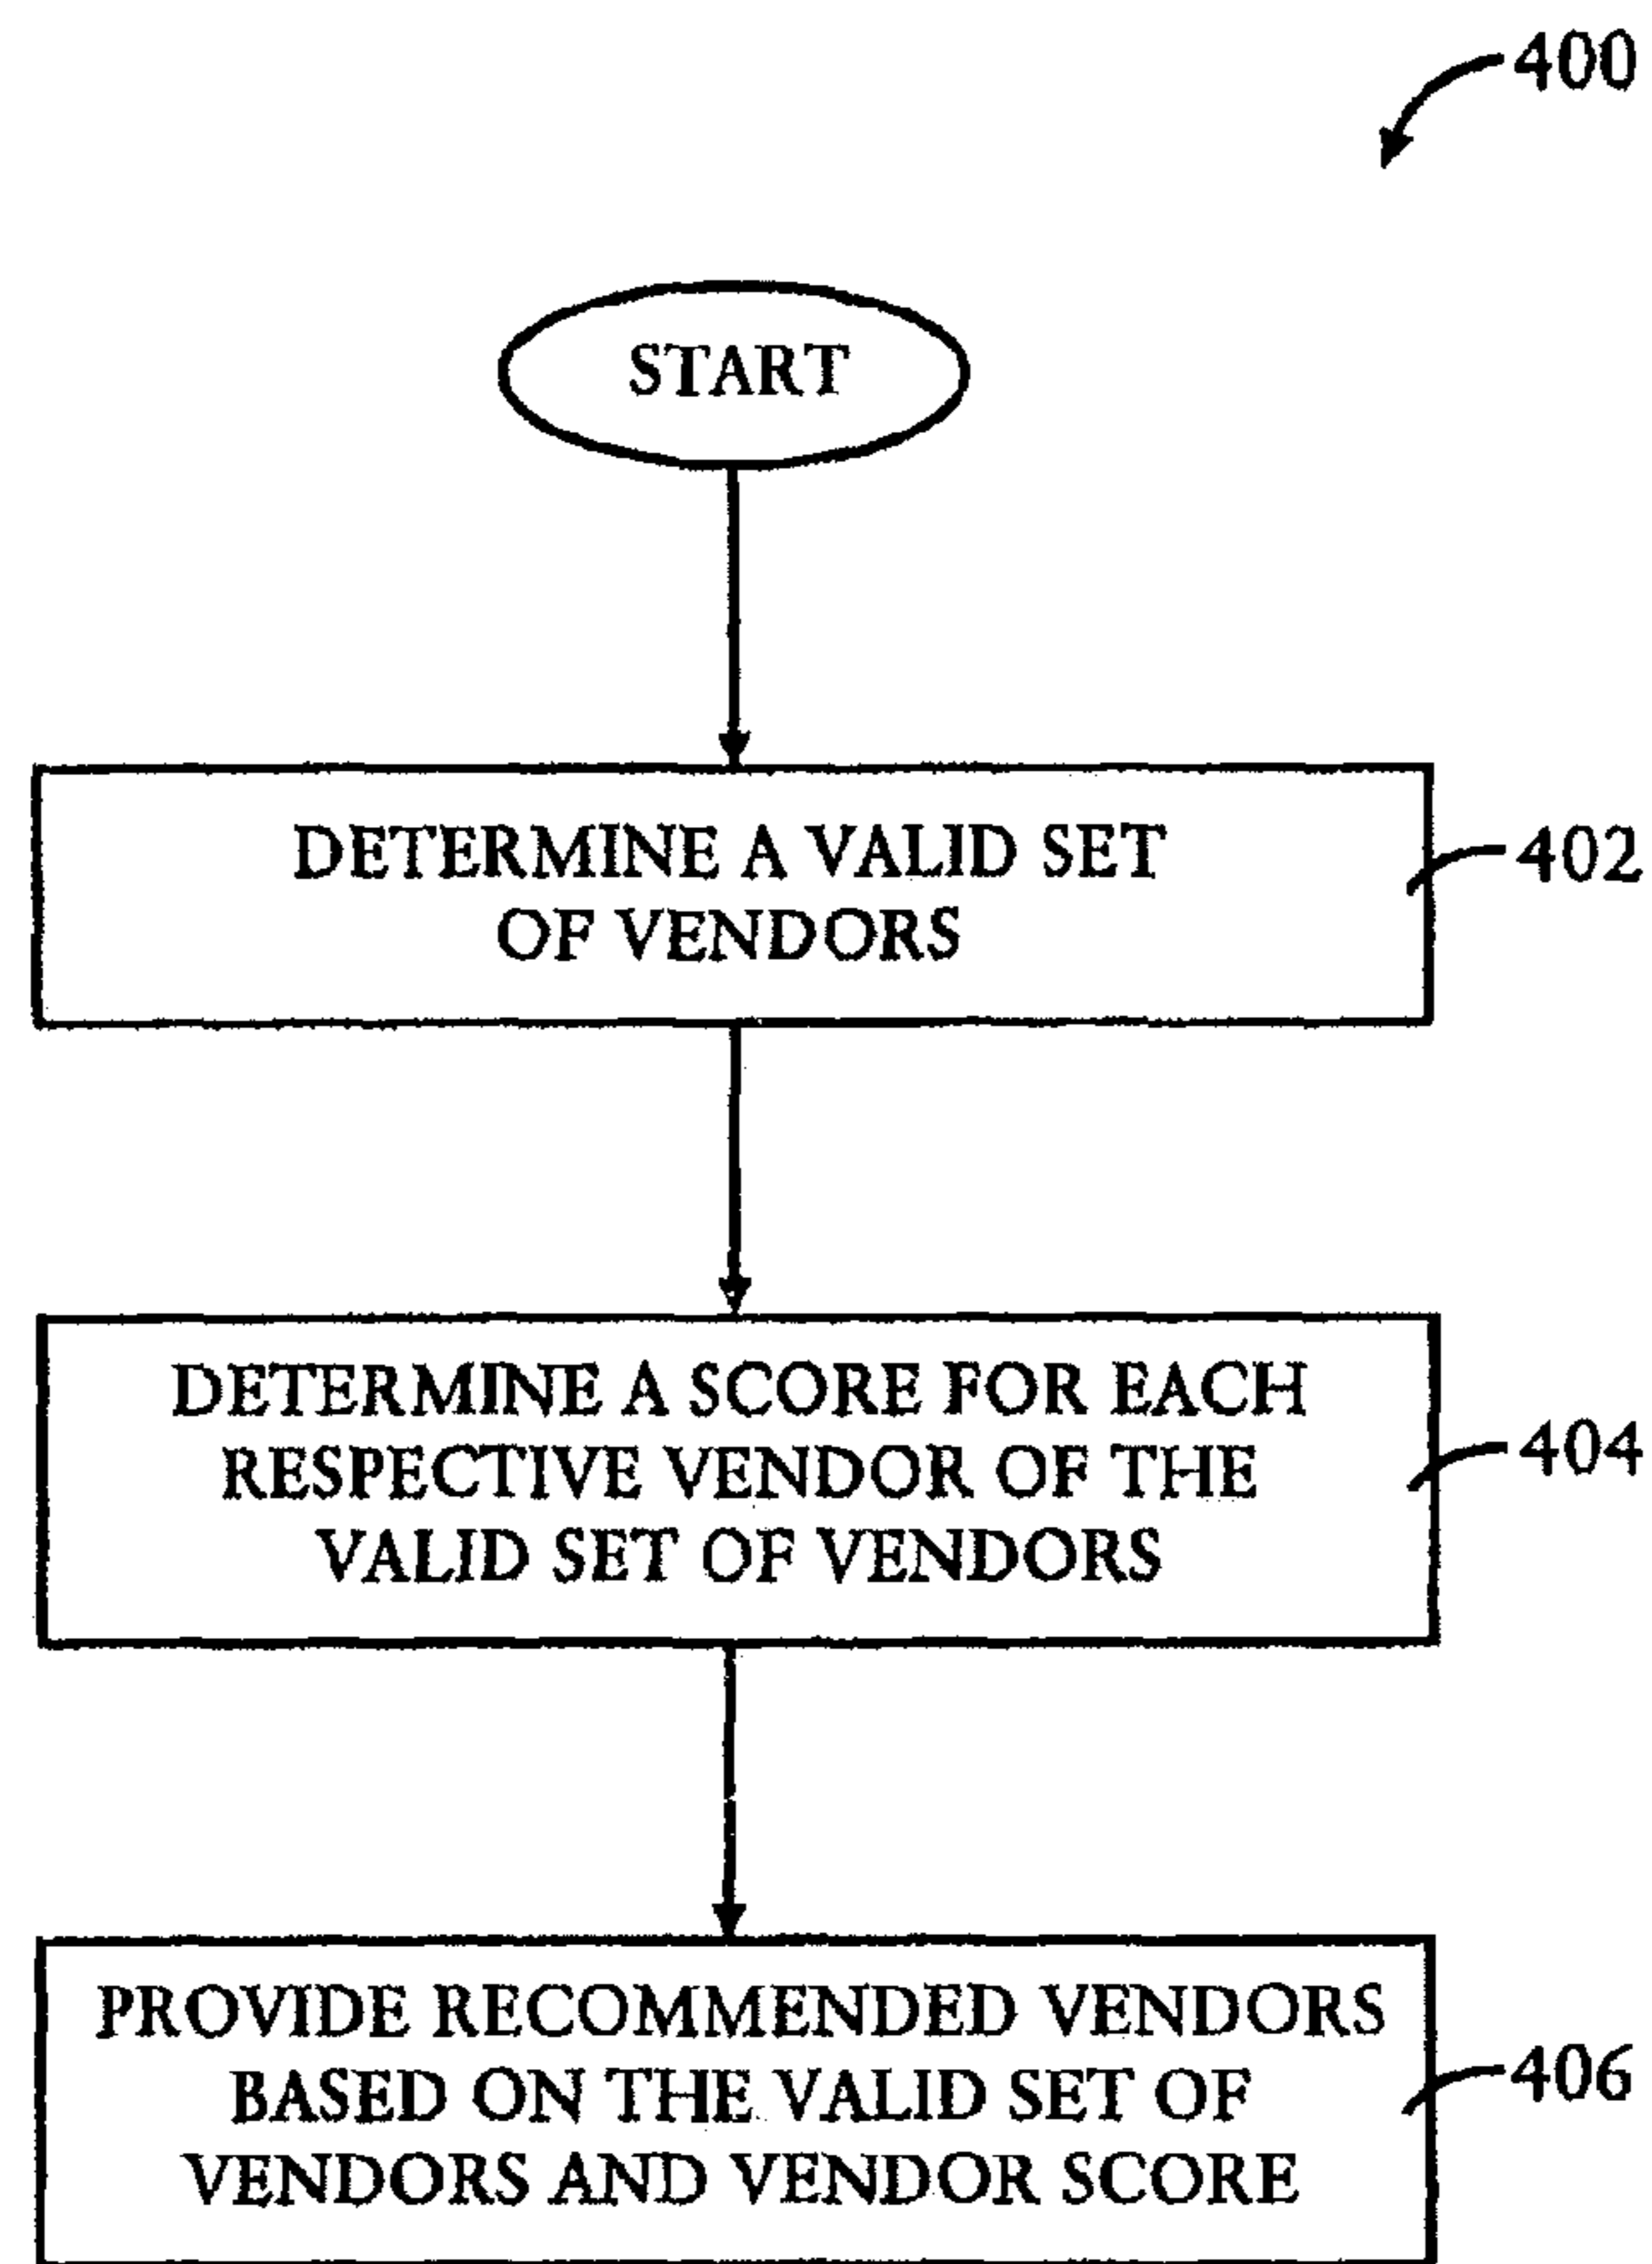 400
START
DETERMINE A VALID SET
OF VENDORS
402
DETERMINE A SCORE FOR EACH
RESPECTIVE VENDOR OF THE
VALID SET OF VENDORS
404
PROVIDE RECOMMENDED VENDORS
BASED ON THE VALID SET OF
VENDORS AND VENDOR SCORE
406